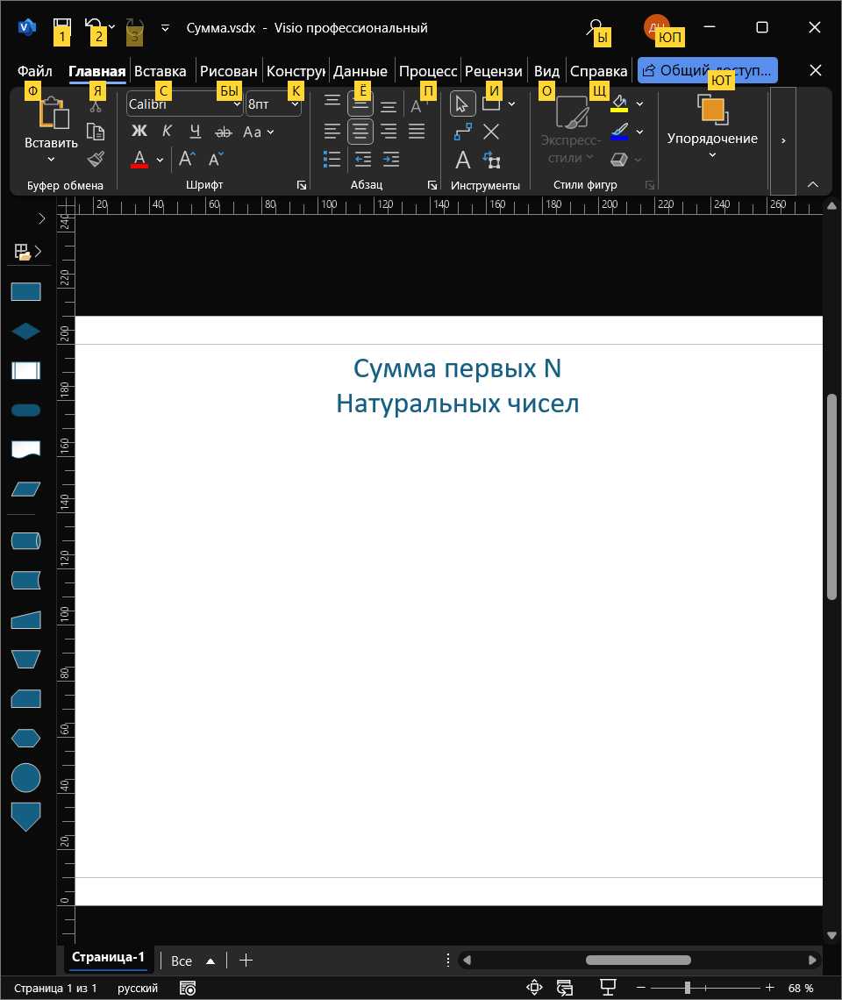 1 2 3 Сумма.vsdx - Visio профессиональный Ы ЮП
Файл Главная Вставка Рисован Конструк Данные Процесс Рецензи Вид Справка Общий доступ...
Ф Я С БЫ К Ё П И О Щ ЮТ
Calibri 8пт
Вставить Ж К Ч ab Aa Экспресс-стили Упорядочение
А А А А
Буфер обмена Шрифт Абзац Инструменты Стили фигур
20 40 60 80 100 120 140 160 180 200 220 240 260
240
220
200
180
160
140
120
100
80
60
40
20
0
Сумма первых N
Натуральных чисел
Страница-1 Все
Страница 1 из 1 русский 68 %